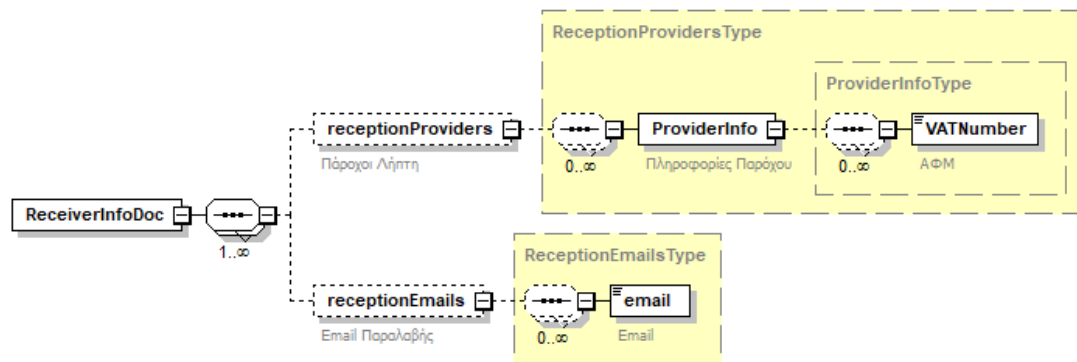 ReceptionProvidersType
ProviderInfoType
receptionProviders
ProviderInfo
VATNumber
0..∞
0..∞
Πάροχοι Λήπτη
Πληροφορίες Παρόχου
ΑΦΜ
ReceiverInfoDoc
1..∞
ReceptionEmailsType
receptionEmails
email
0..∞
Email Παραλαβής
Email